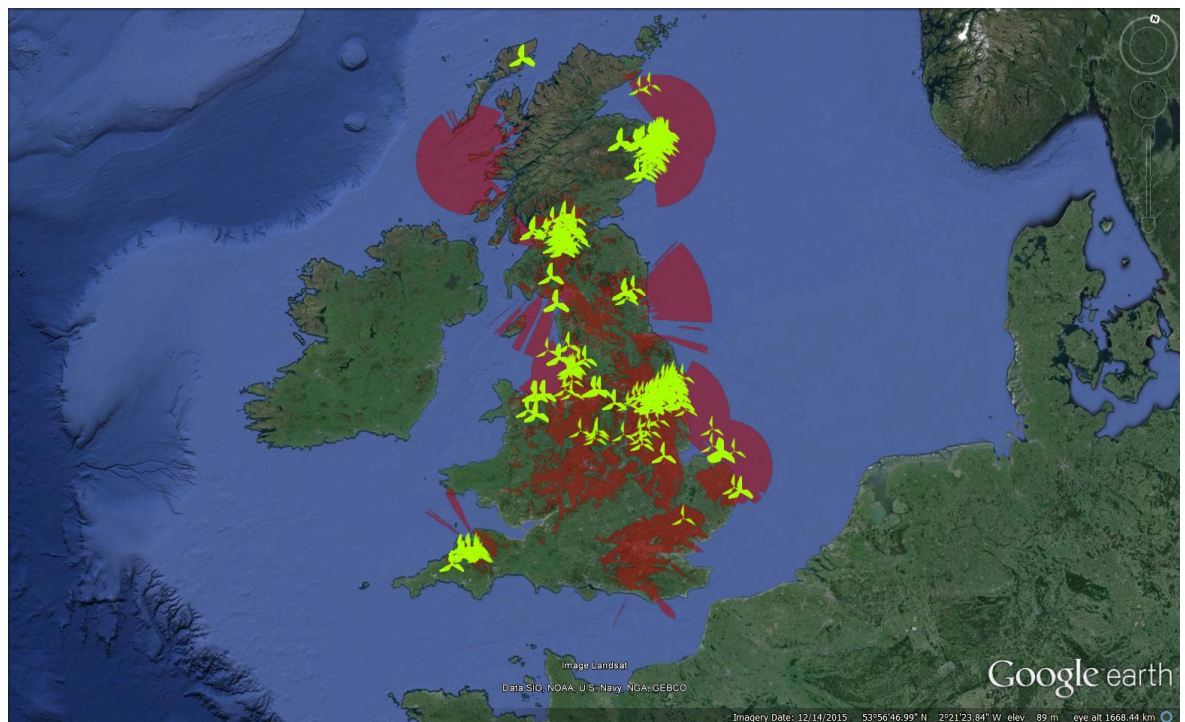 N
Image Landsat
Data SIO, NOAA, U.S. Navy, NGA, GEBCO
Google earth
Imagery Date: 12/14/2015 53°56'46.99" N 2°21'23.84" W elev 89 m eye alt 1668.44 km